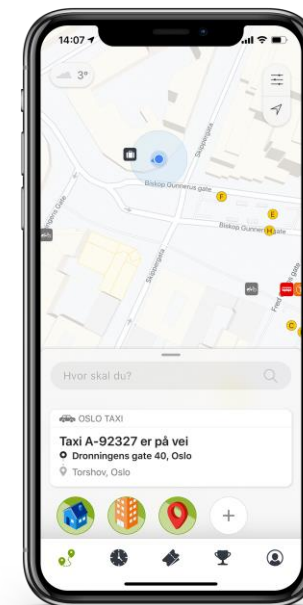 14:07
3°
Skippergata
Biskop Gunnerus gate
F
E
Biskop Gunnerus gate
H
Skippergata
C
Hvor skal du?
OSLO TAXI
Taxi A-92327 er på vei
Dronningens gate 40, Oslo
Torshov, Oslo